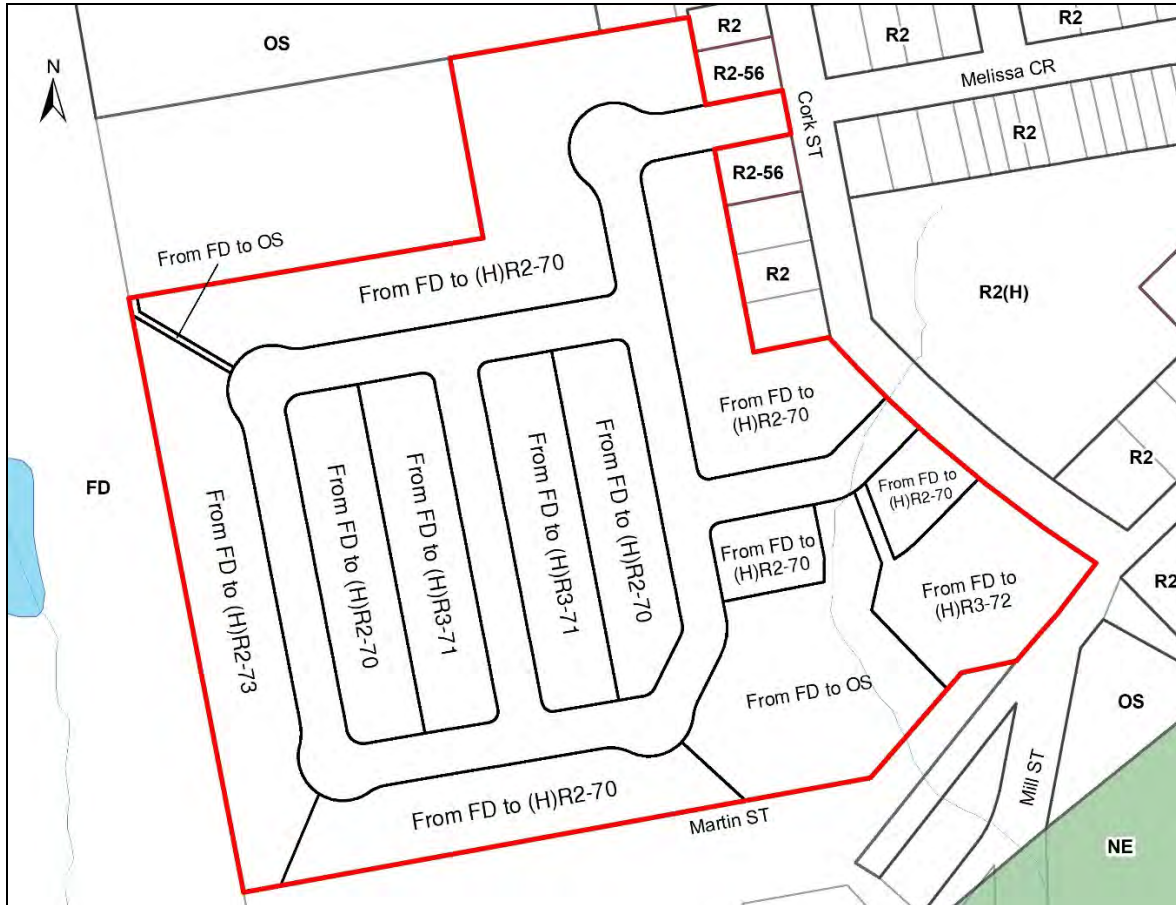 OS
R2
R2
R2
N
R2-56
Melissa CR
Cork ST
R2
R2-56
From FD to OS
From FD to (H)R2-70
R2
R2(H)
From FD to
(H)R2-70
R2
From FD to
(H)R2-70
FD
From FD to (H)R2-73
From FD to (H)R2-70
From FD to (H)R3-71
From FD to (H)R3-71
From FD to (H)R2-70
From FD to
(H)R2-70
From FD to
(H)R3-72
R2
From FD to OS
OS
Mill ST
From FD to (H)R2-70
Martin ST
NE